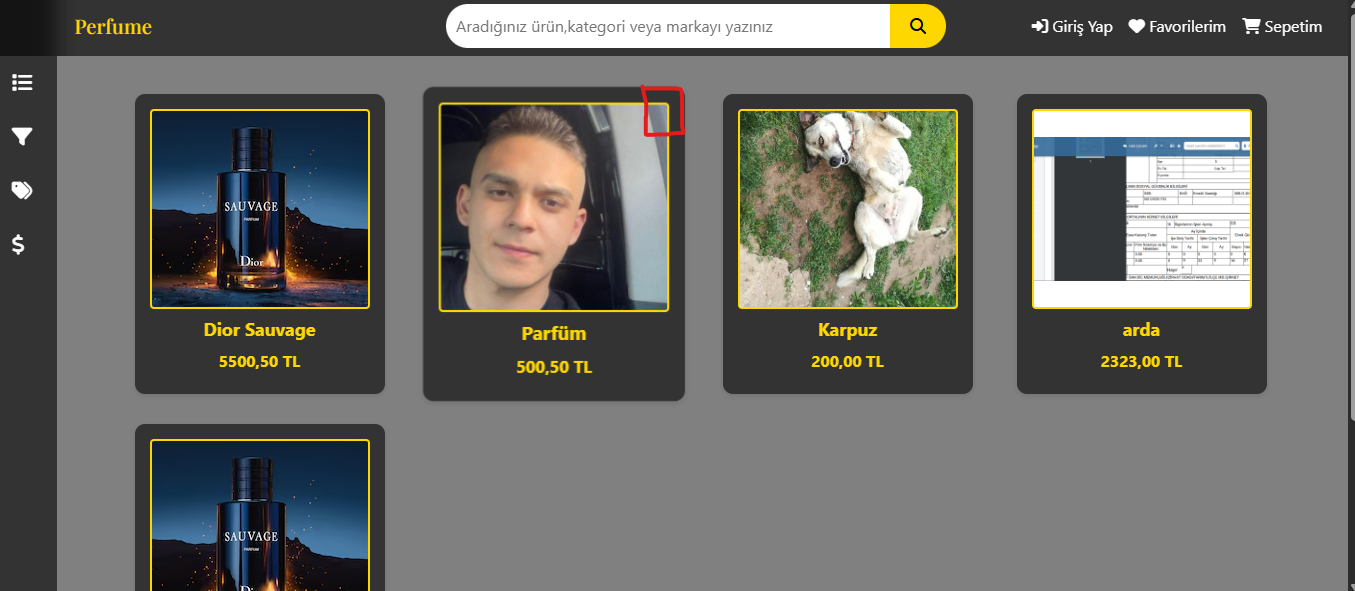 Perfume
Aradığınız ürün,kategori veya markayı yazınız
Giriş Yap
Favorilerim
Sepetim
SAUVAGE
PARFUM
Dior
Dior Sauvage
5500,50 TL
Parfüm
500,50 TL
Karpuz
200,00 TL
arda
2323,00 TL
SAUVAGE
PARFUM